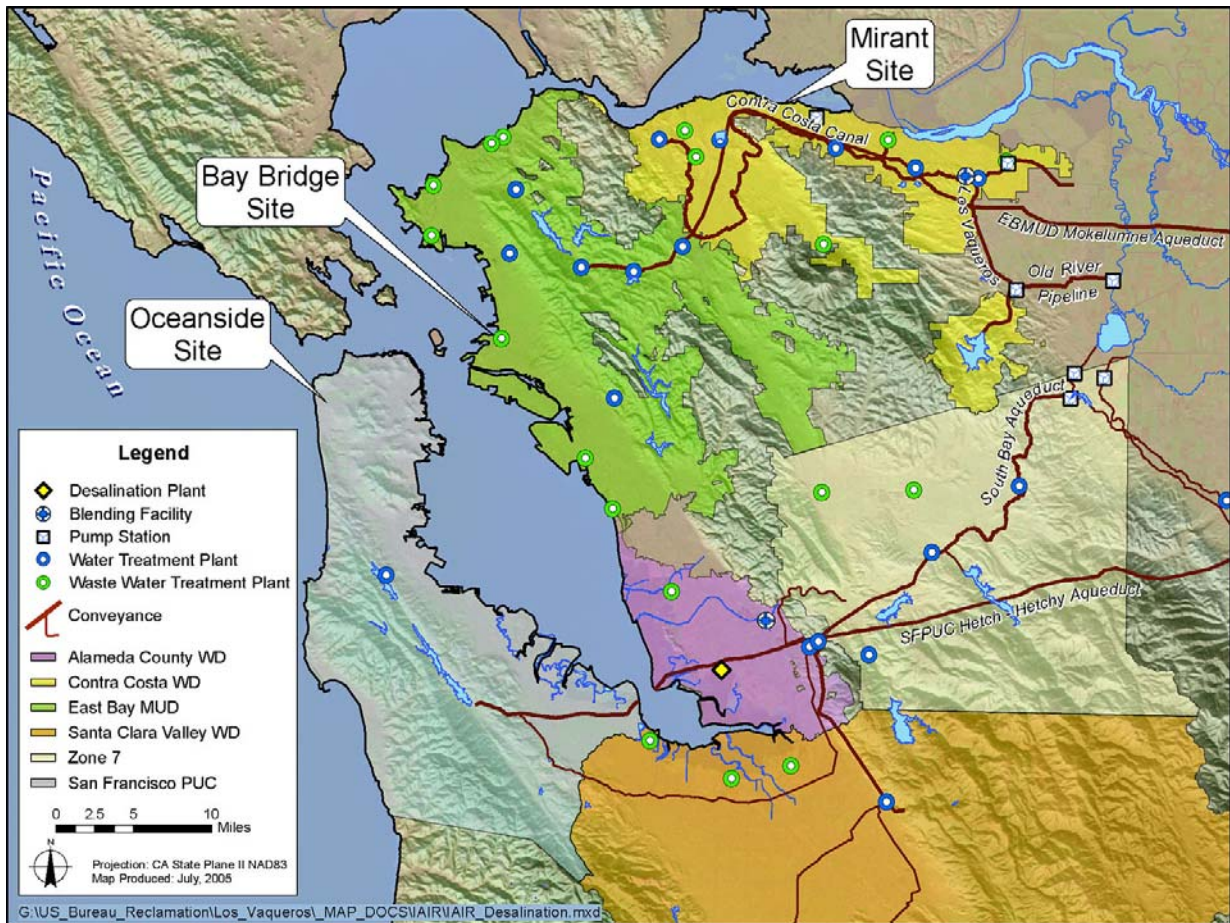 Mirant
Site
Contra Costa Canal
Bay Bridge
Site
Los Vaqueros
EBMUD Mokelumne Aqueduct
Pacific Ocean
Old River
Pipeline
Oceanside
Site
South Bay Aqueduct
SFPUC Hetch - Hetchy Aqueduct
Legend
Desalination Plant
Blending Facility
Pump Station
Water Treatment Plant
Waste Water Treatment Plant
Conveyance
Alameda County WD
Contra Costa WD
East Bay MUD
Santa Clara Valley WD
Zone 7
San Francisco PUC
0 2.5 5 10
Miles
N
Projection: CA State Plane II NAD83
Map Produced: July, 2005
G:\US_Bureau_Reclamation\Los_Vaqueros\_MAP_DOCS\IAIR\IAIR_Desalination.mxd